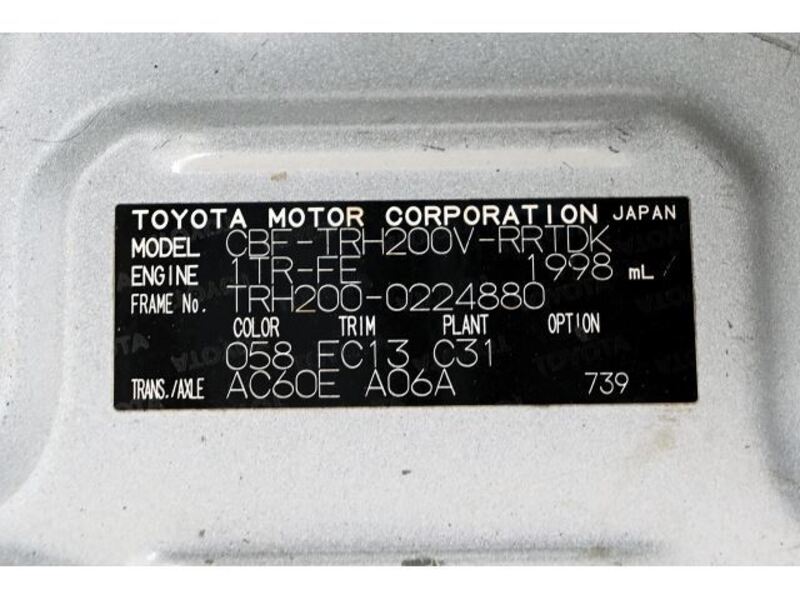 TOYOTA MOTOR CORPORATION JAPAN
MODEL CBF-TRH200V-RRTDK
ENGINE 1TR-FE 1998 mL
FRAME No. TRH200-0224880
COLOR TRIM PLANT OPTION
058 FC13 C31
TRANS./AXLE AC60E A06A 739